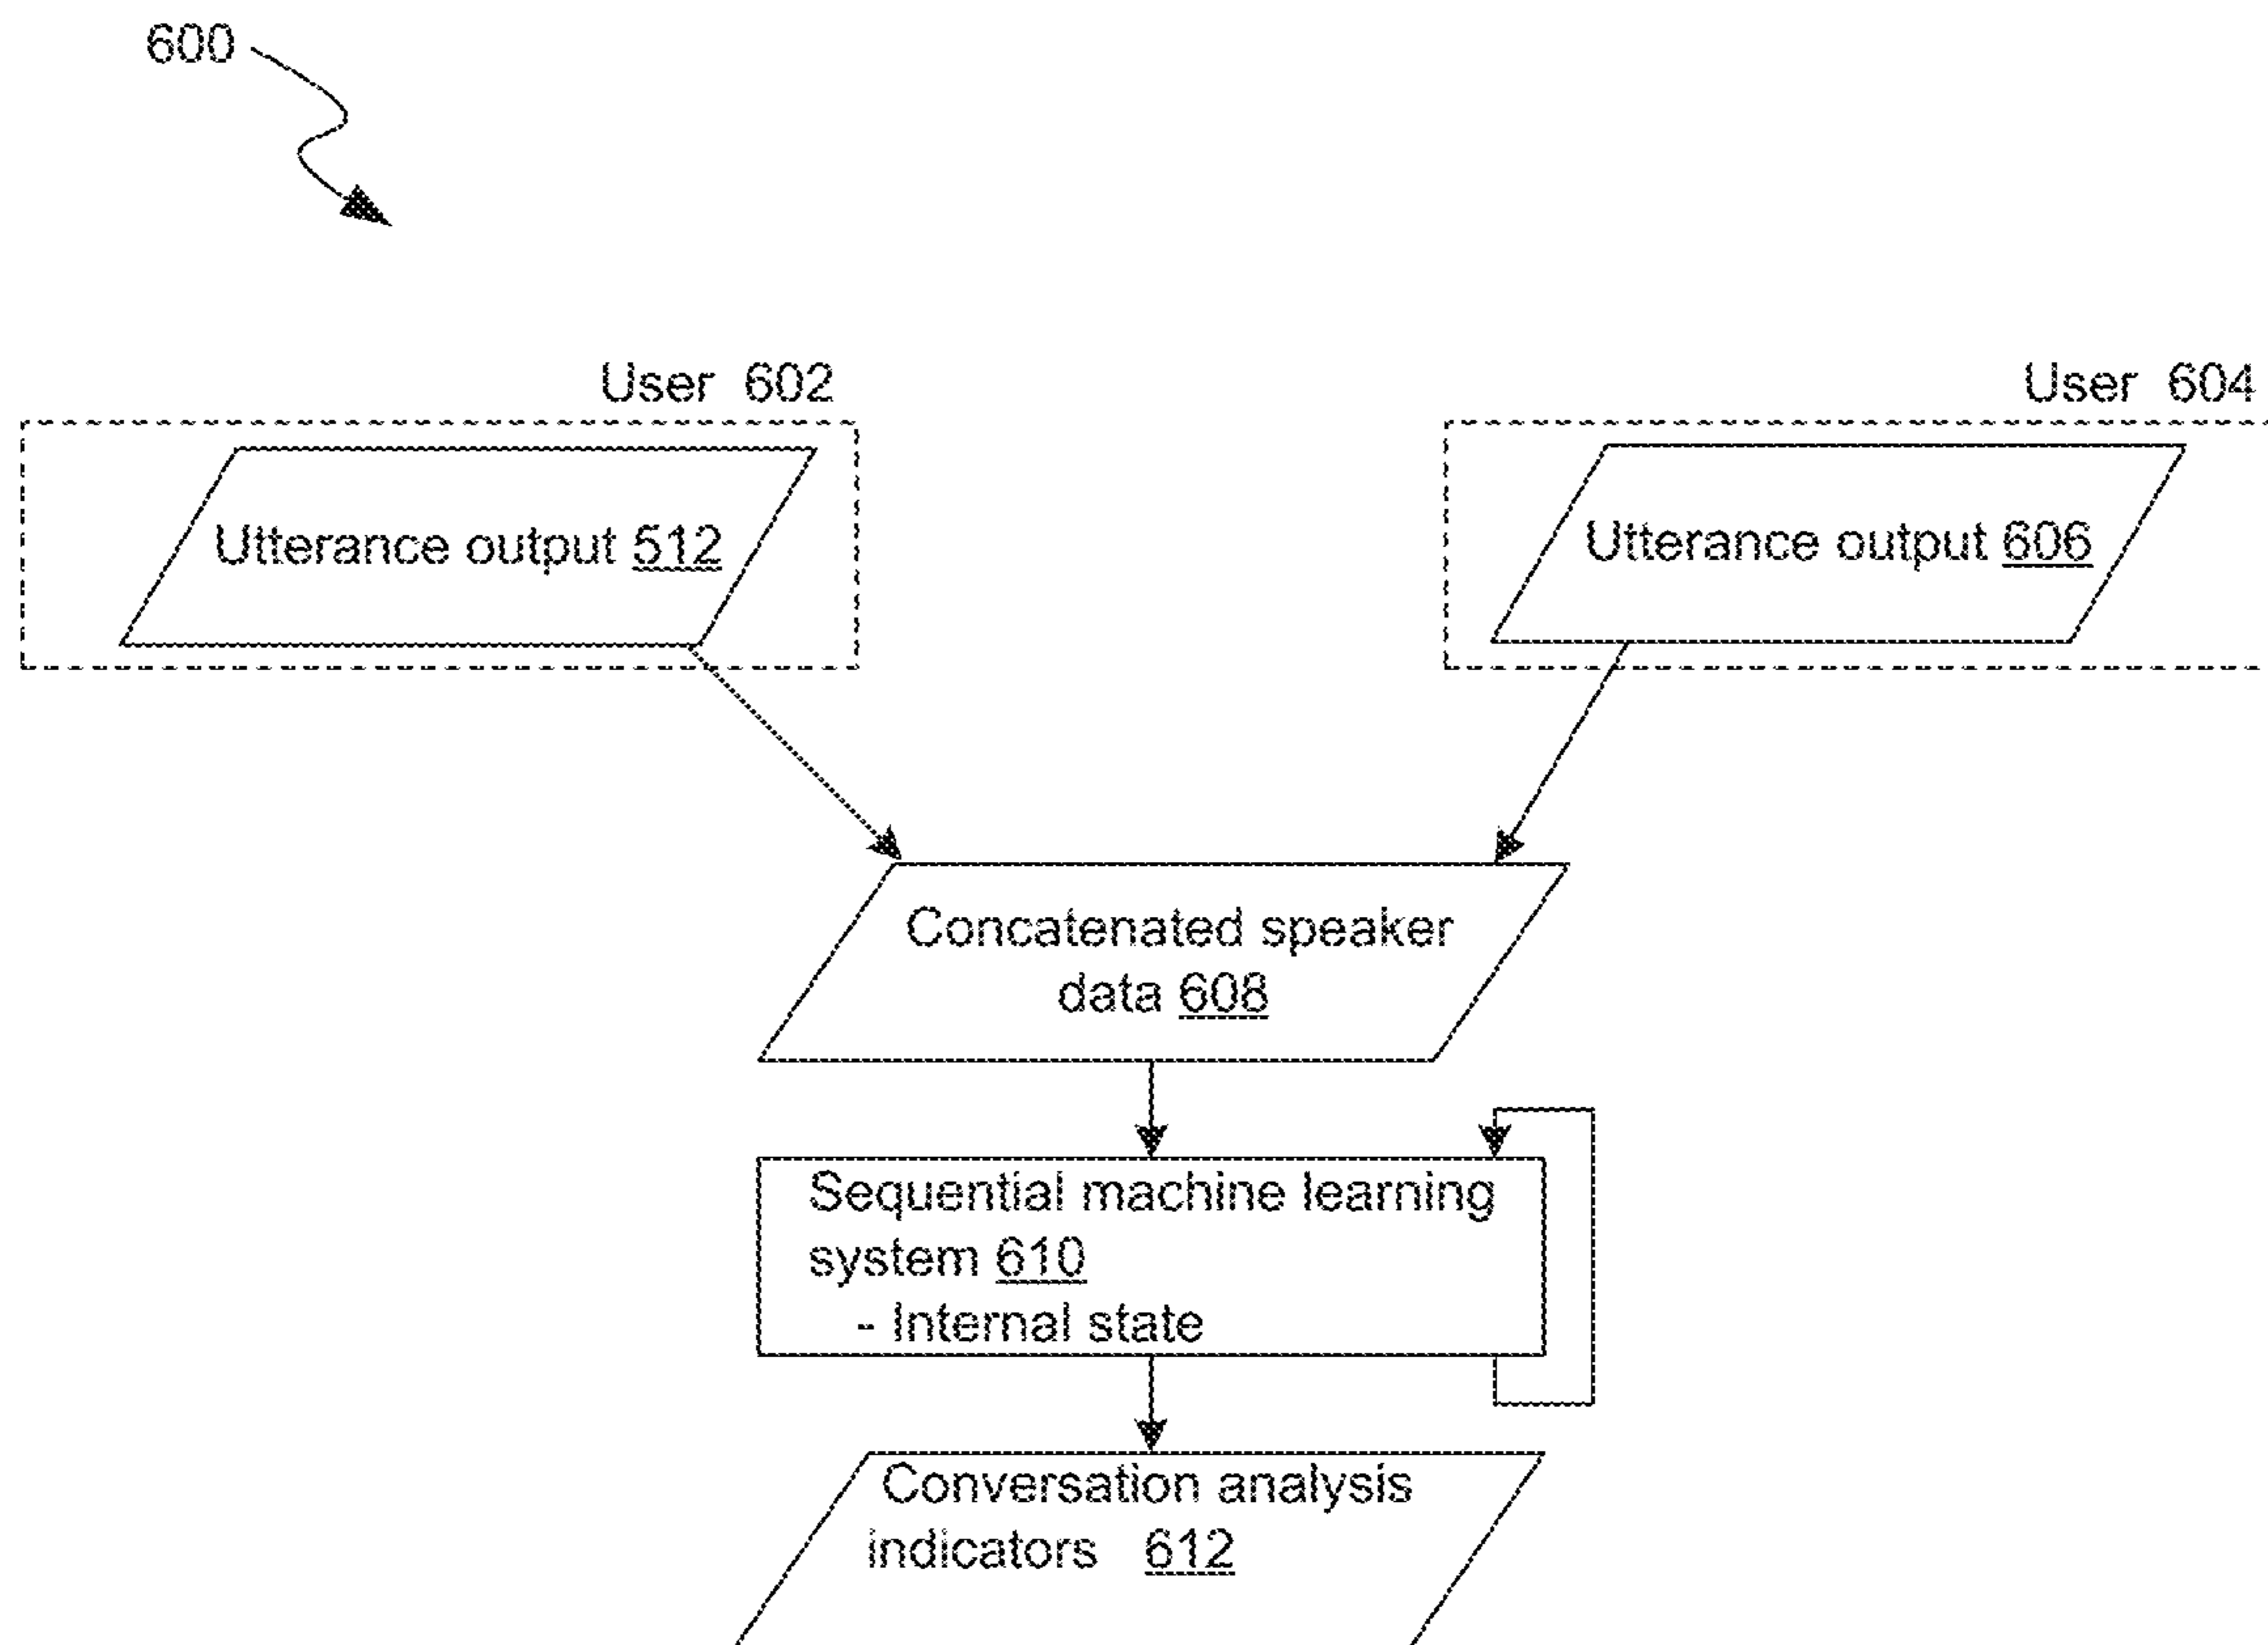 600
User 602
User 604
Utterance output 512
Utterance output 606
Concatenated speaker
data 608
Sequential machine learning
system 610
- Internal state
Conversation analysis
indicators 612